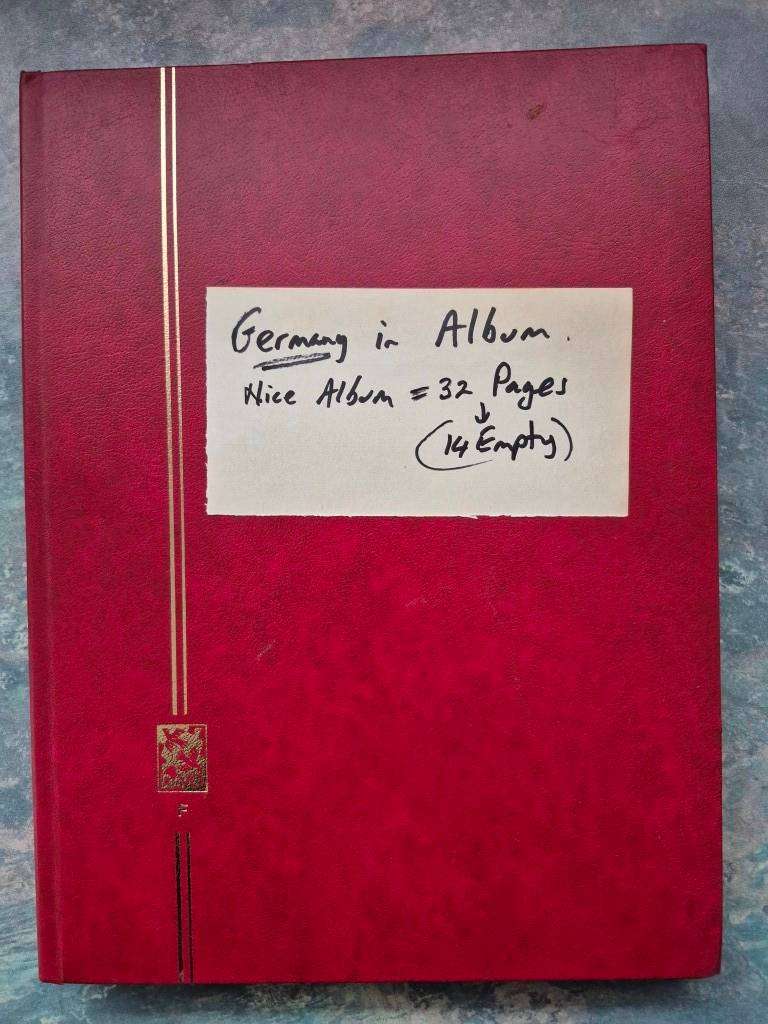 Germany in Album.
Nice Album = 32 Pages
↓
(14 Empty)
F